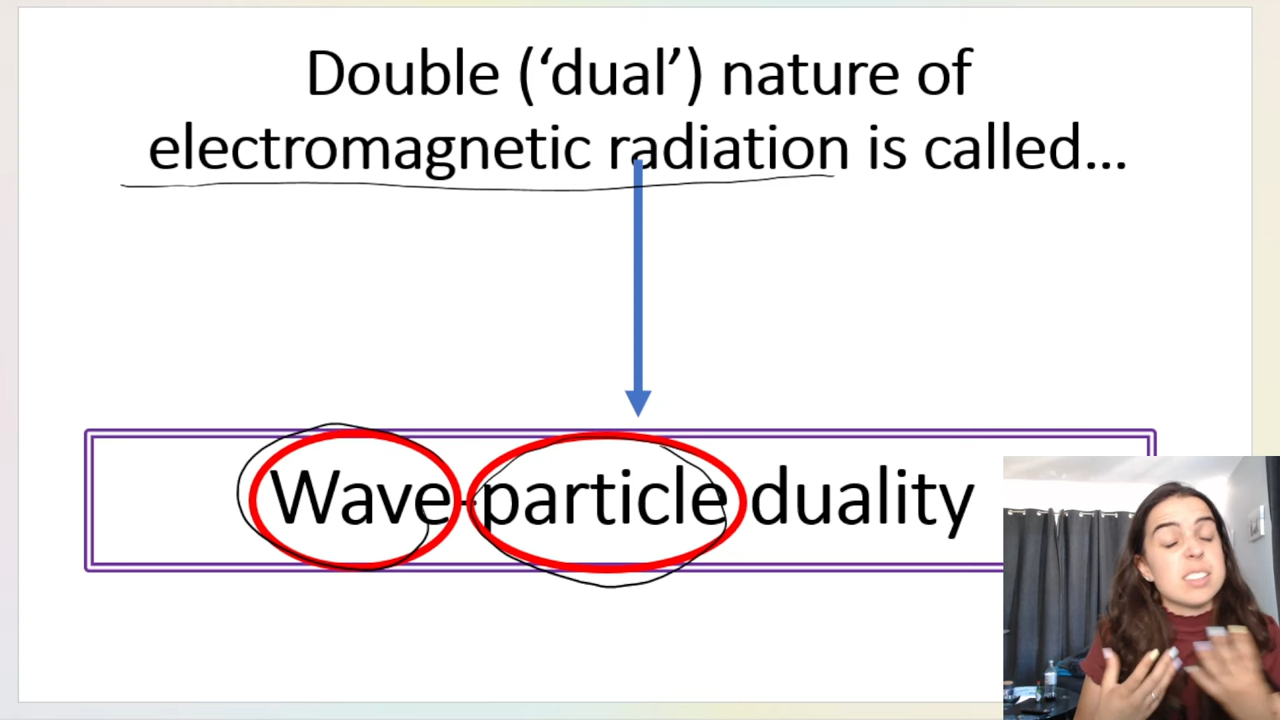 Double (‘dual’) nature of
electromagnetic radiation is called...
Wave-particle duality